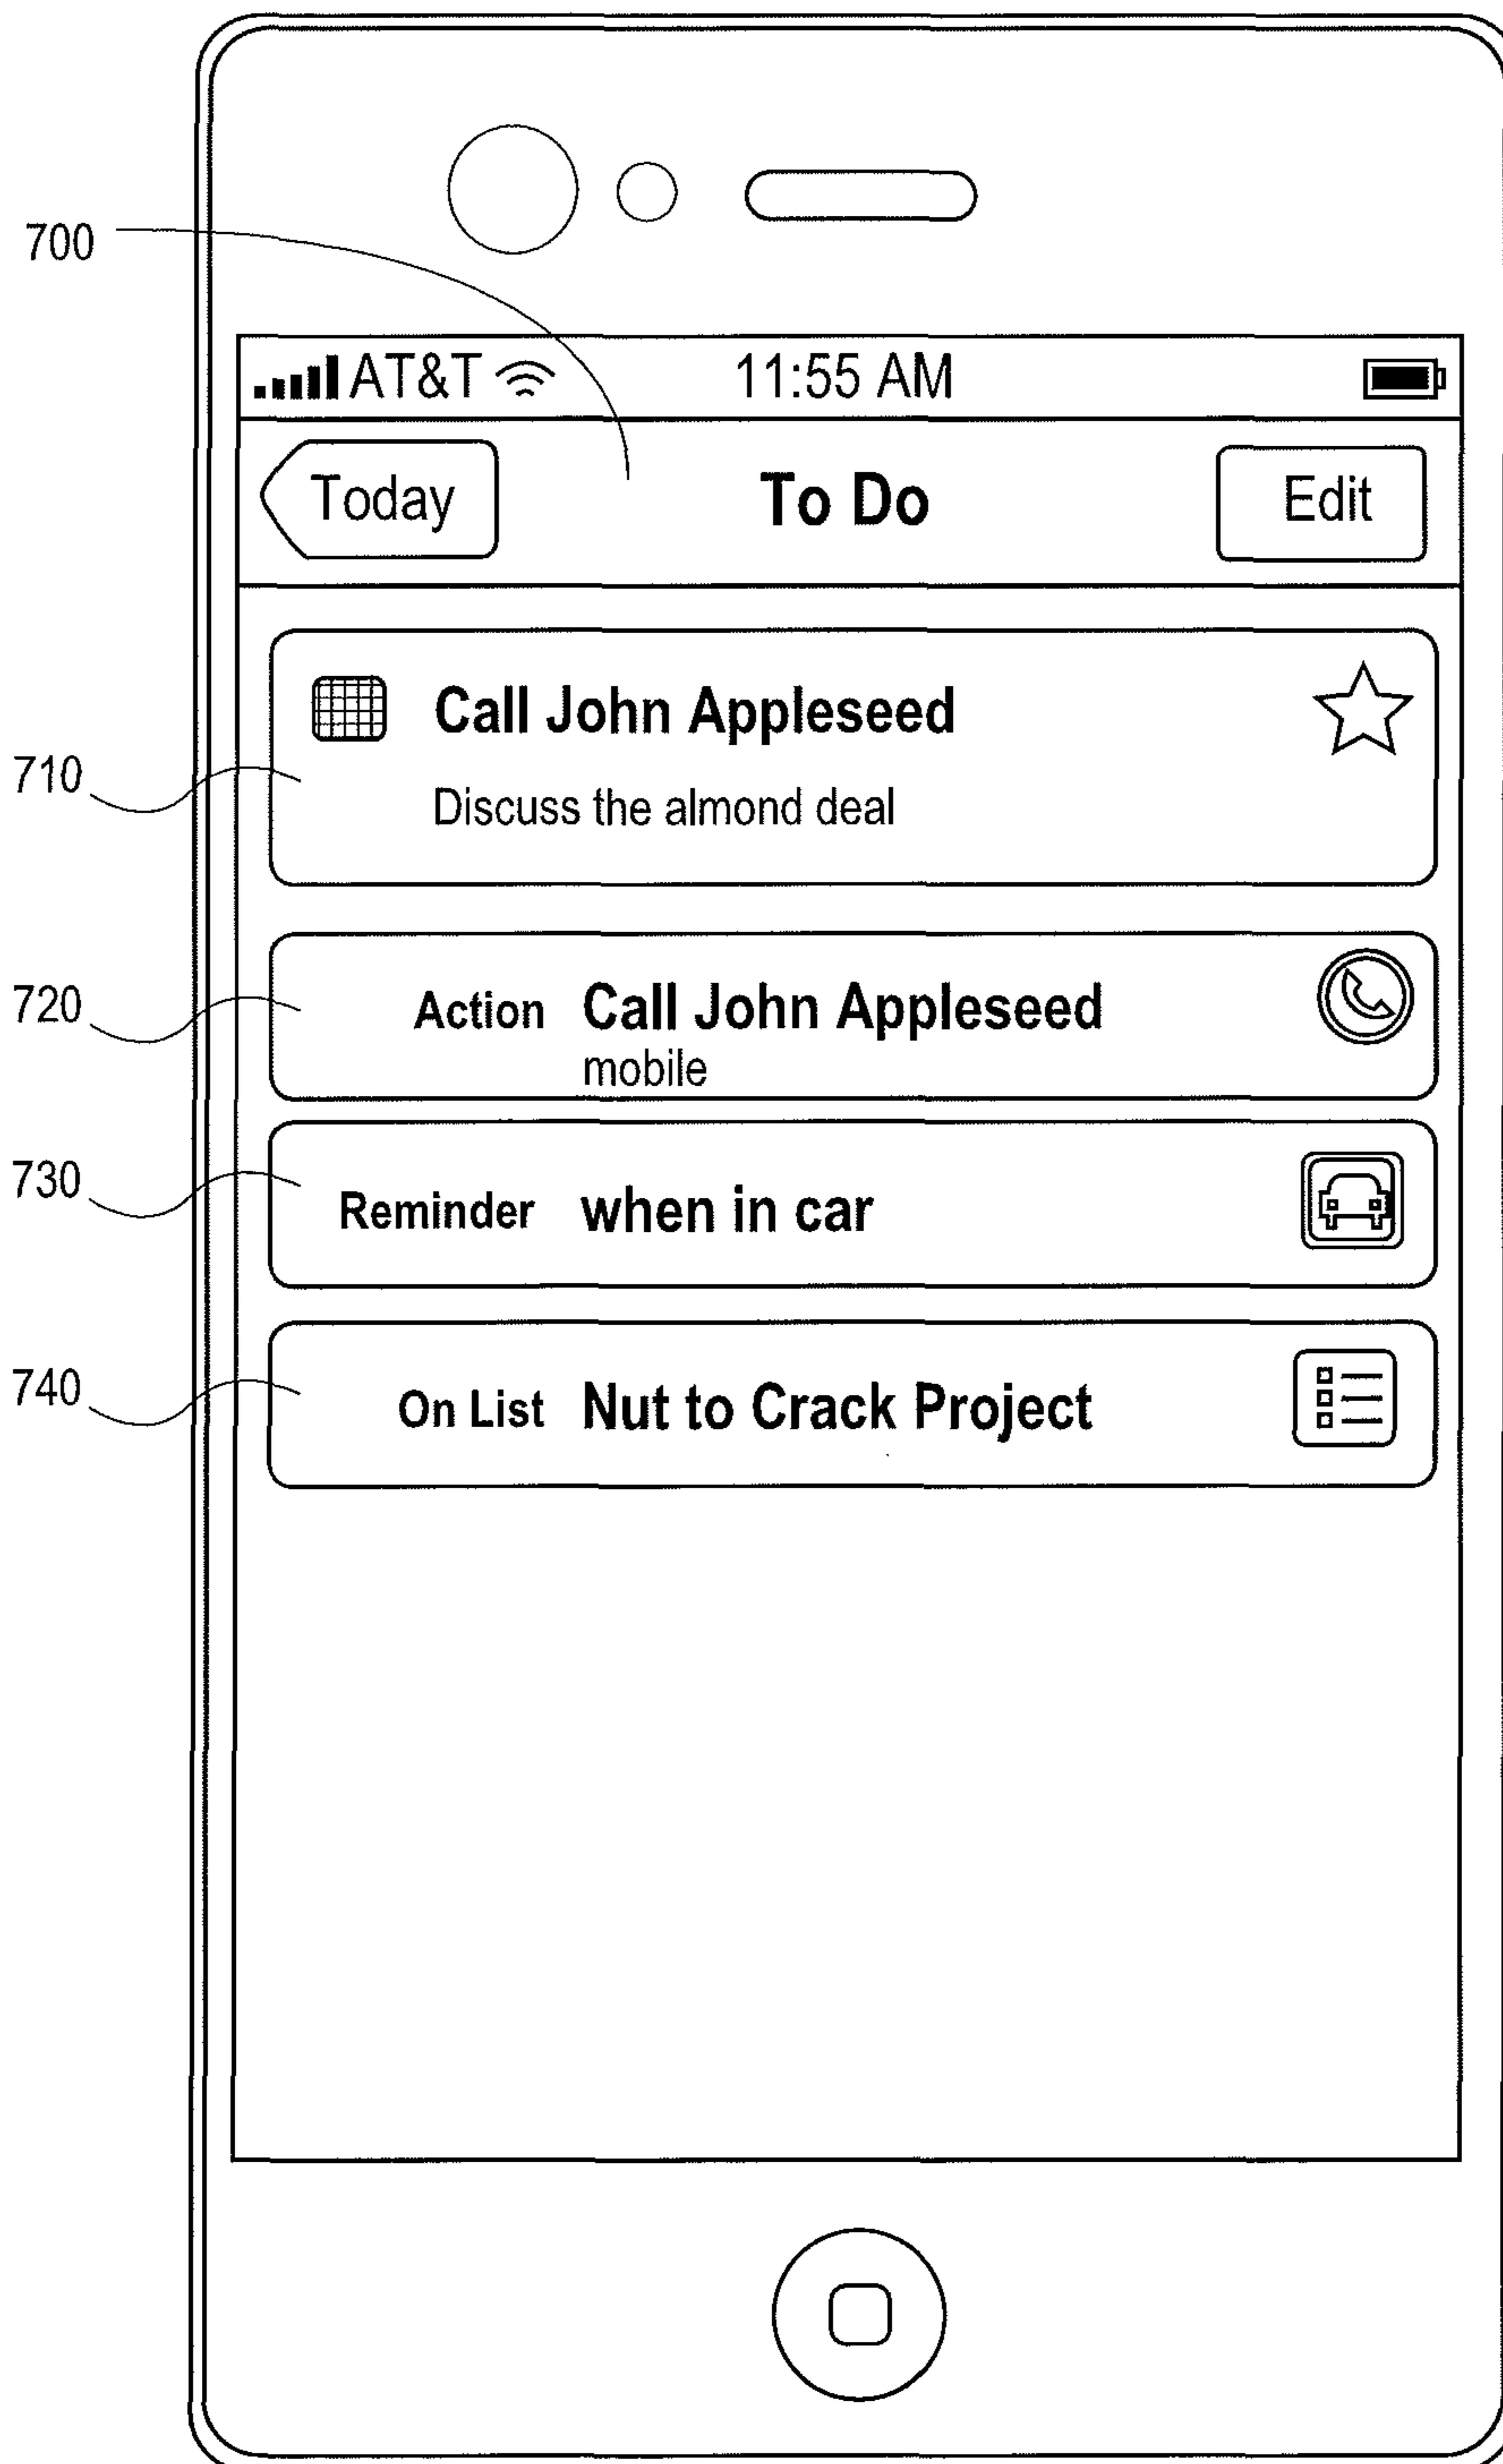 700
AT&T 11:55 AM
Today To Do Edit
710
Call John Appleseed
Discuss the almond deal
720
Action Call John Appleseed
mobile
730
Reminder when in car
740
On List Nut to Crack Project